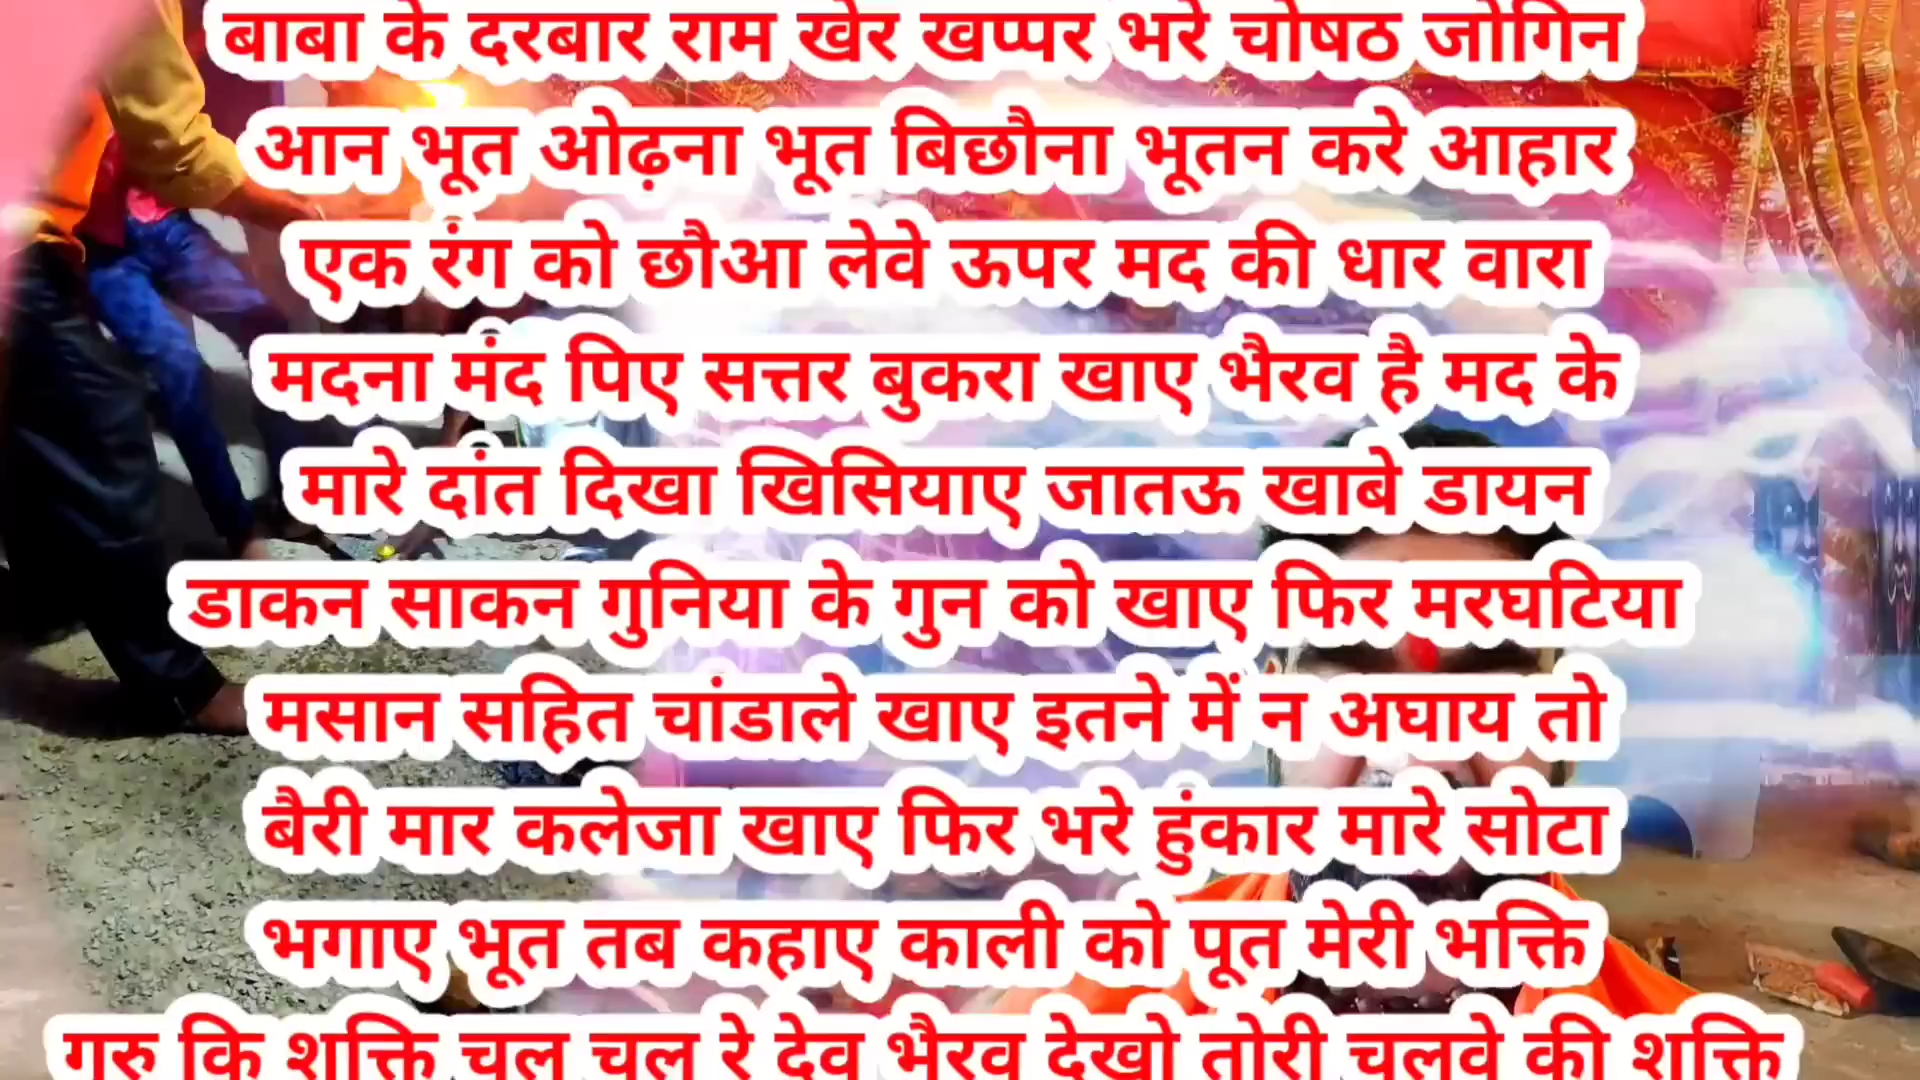 बाबा के दरबार राम खेर खप्पर भरे चोषठ जोगिन
आन भूत ओढ़ना भूत बिछौना भूतन करे आहार
एक रंग को छौआ लेवे ऊपर मद की धार वारा
मदना मंद पिए सत्तर बुकरा खाए भैरव है मद के
मारे दांत दिखा खिसियाए जातऊ खाबे डायन
डाकन साकन गुनिया के गुन को खाए फिर मरघटिया
मसान सहित चांडाले खाए इतने में न अघाय तो
बैरी मार कलेजा खाए फिर भरे हुंकार मारे सोटा
भगाए भूत तब कहाए काली को पूत मेरी भक्ति
गुरु कि शक्ति चल चल रे देव भैरव देखो तोरी चलवे की शक्ति